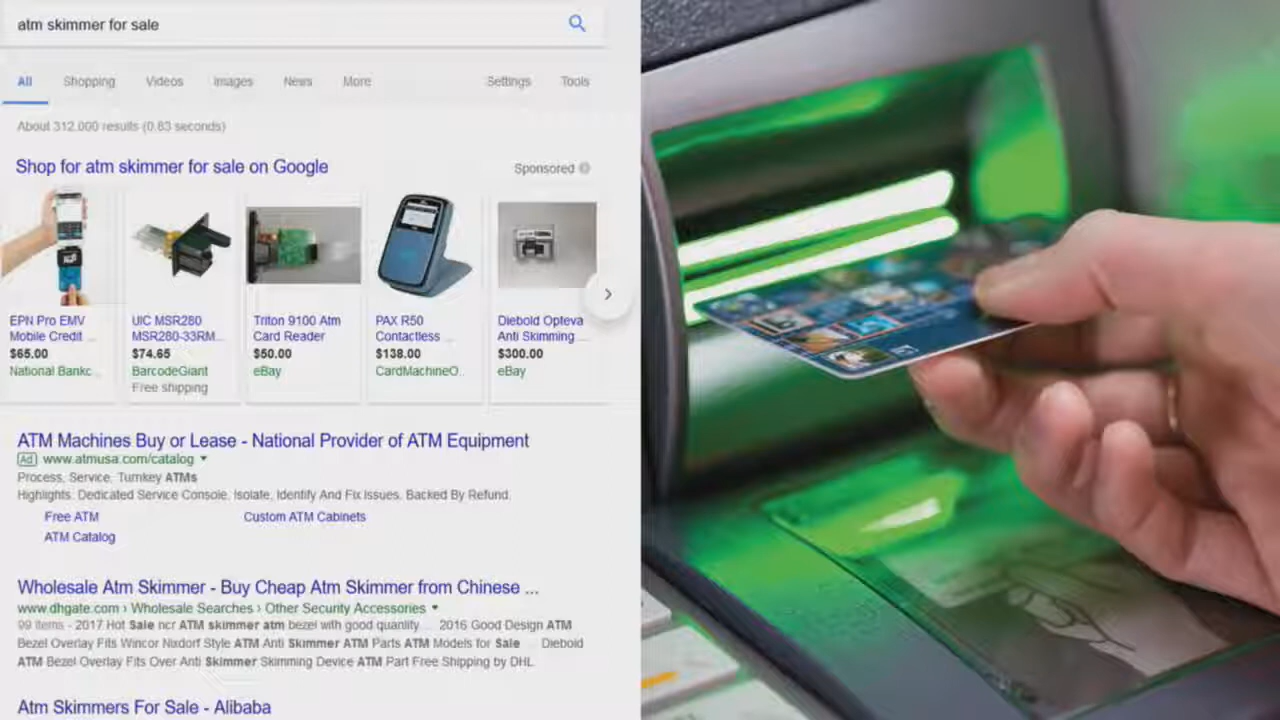 atm skimmer for sale
All Shopping Videos Images News More Settings Tools
About 312,000 results (0.63 seconds)
Shop for atm skimmer for sale on Google
Sponsored
EPN Pro EMV
Mobile Credit ...
$65.00
National Bankc...
UIC MSR280
MSR280-33RM...
$74.65
BarcodeGiant
Free shipping
Triton 9100 Atm
Card Reader
$50.00
eBay
PAX R50
Contactless ...
$138.00
CardMachineO...
Diebold Opteva
Anti Skimming ...
$300.00
eBay
ATM Machines Buy or Lease - National Provider of ATM Equipment
Ad www.atmusa.com/catalog
Process, Service, Turnkey ATMs
Highlights: Dedicated Service Console, Isolate, Identify And Fix Issues, Backed By Refund.
Free ATM Custom ATM Cabinets
ATM Catalog
Wholesale Atm Skimmer - Buy Cheap Atm Skimmer from Chinese ...
www.dhgate.com › Wholesale Searches › Other Security Accessories
99 items - 2017 Hot Sale ncr ATM skimmer atm bezel with good quanlity ... 2016 Good Design ATM
Bezel Overlay Fits Wincor Nixdorf Style ATM Anti Skimmer ATM Parts ATM Models for Sale ... Diebold
ATM Bezel Overlay Fits Over Anti Skimmer Skimming Device ATM Part Free Shipping by DHL.
Atm Skimmers For Sale - Alibaba